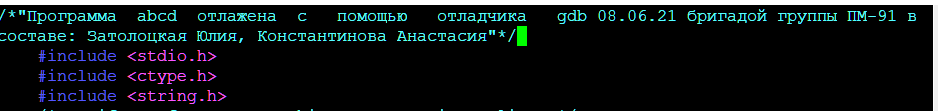 /*"Программа abcd отлажена с помощью отладчика gdb 08.06.21 бригадой группы ПМ-91 в
составе: Затолоцкая Юлия, Константинова Анастасия"*/
#include <stdio.h>
#include <ctype.h>
#include <string.h>